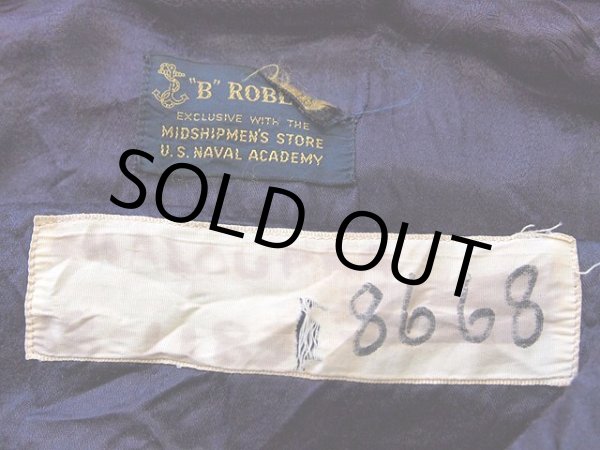 "B" ROBE
EXCLUSIVE WITH THE
MIDSHIPMEN'S STORE
U.S. NAVAL ACADEMY
SOLD OUT
8668